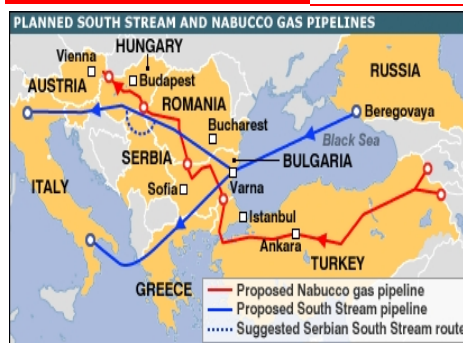 PLANNED SOUTH STREAM AND NABUCCO GAS PIPELINES
HUNGARY
Vienna
RUSSIA
AUSTRIA
Budapest
ROMANIA
Beregovaya
Bucharest
Black Sea
SERBIA
BULGARIA
ITALY
Sofia
Varna
Istanbul
Ankara
TURKEY
GREECE
Proposed Nabucco gas pipeline
Proposed South Stream pipeline
Suggested Serbian South Stream route